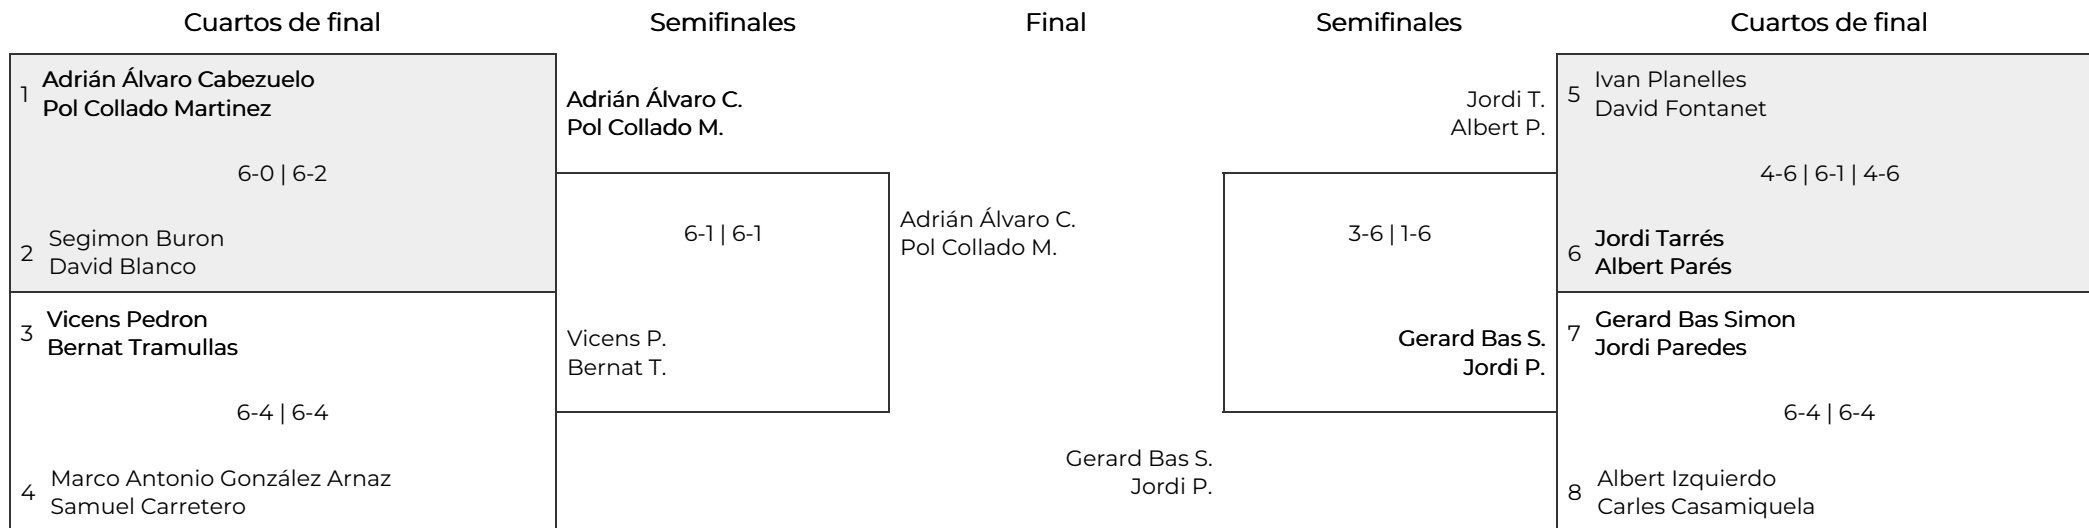 Cuartos de final
Semifinales
Final
Semifinales
Cuartos de final
1
Adrián Álvaro Cabezuelo
Pol Collado Martinez
6-0 | 6-2
2
Segimon Buron
David Blanco
3
Vicens Pedron
Bernat Tramullas
6-4 | 6-4
4
Marco Antonio González Arnaz
Samuel Carretero
Adrián Álvaro C.
Pol Collado M.
6-1 | 6-1
Vicens P.
Bernat T.
Adrián Álvaro C.
Pol Collado M.
Gerard Bas S.
Jordi P.
Jordi T.
Albert P.
3-6 | 1-6
Gerard Bas S.
Jordi P.
5
Ivan Planelles
David Fontanet
4-6 | 6-1 | 4-6
6
Jordi Tarrés
Albert Parés
7
Gerard Bas Simon
Jordi Paredes
6-4 | 6-4
8
Albert Izquierdo
Carles Casamiquela